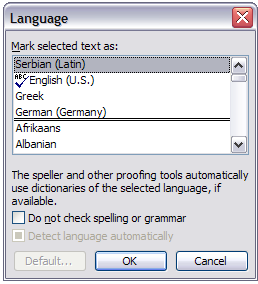 Language
Mark selected text as:
Serbian (Latin)
ABC English (U.S.)
Greek
German (Germany)
Afrikaans
Albanian
The speller and other proofing tools automatically
use dictionaries of the selected language, if
available.
Do not check spelling or grammar
Detect language automatically
Default... OK Cancel